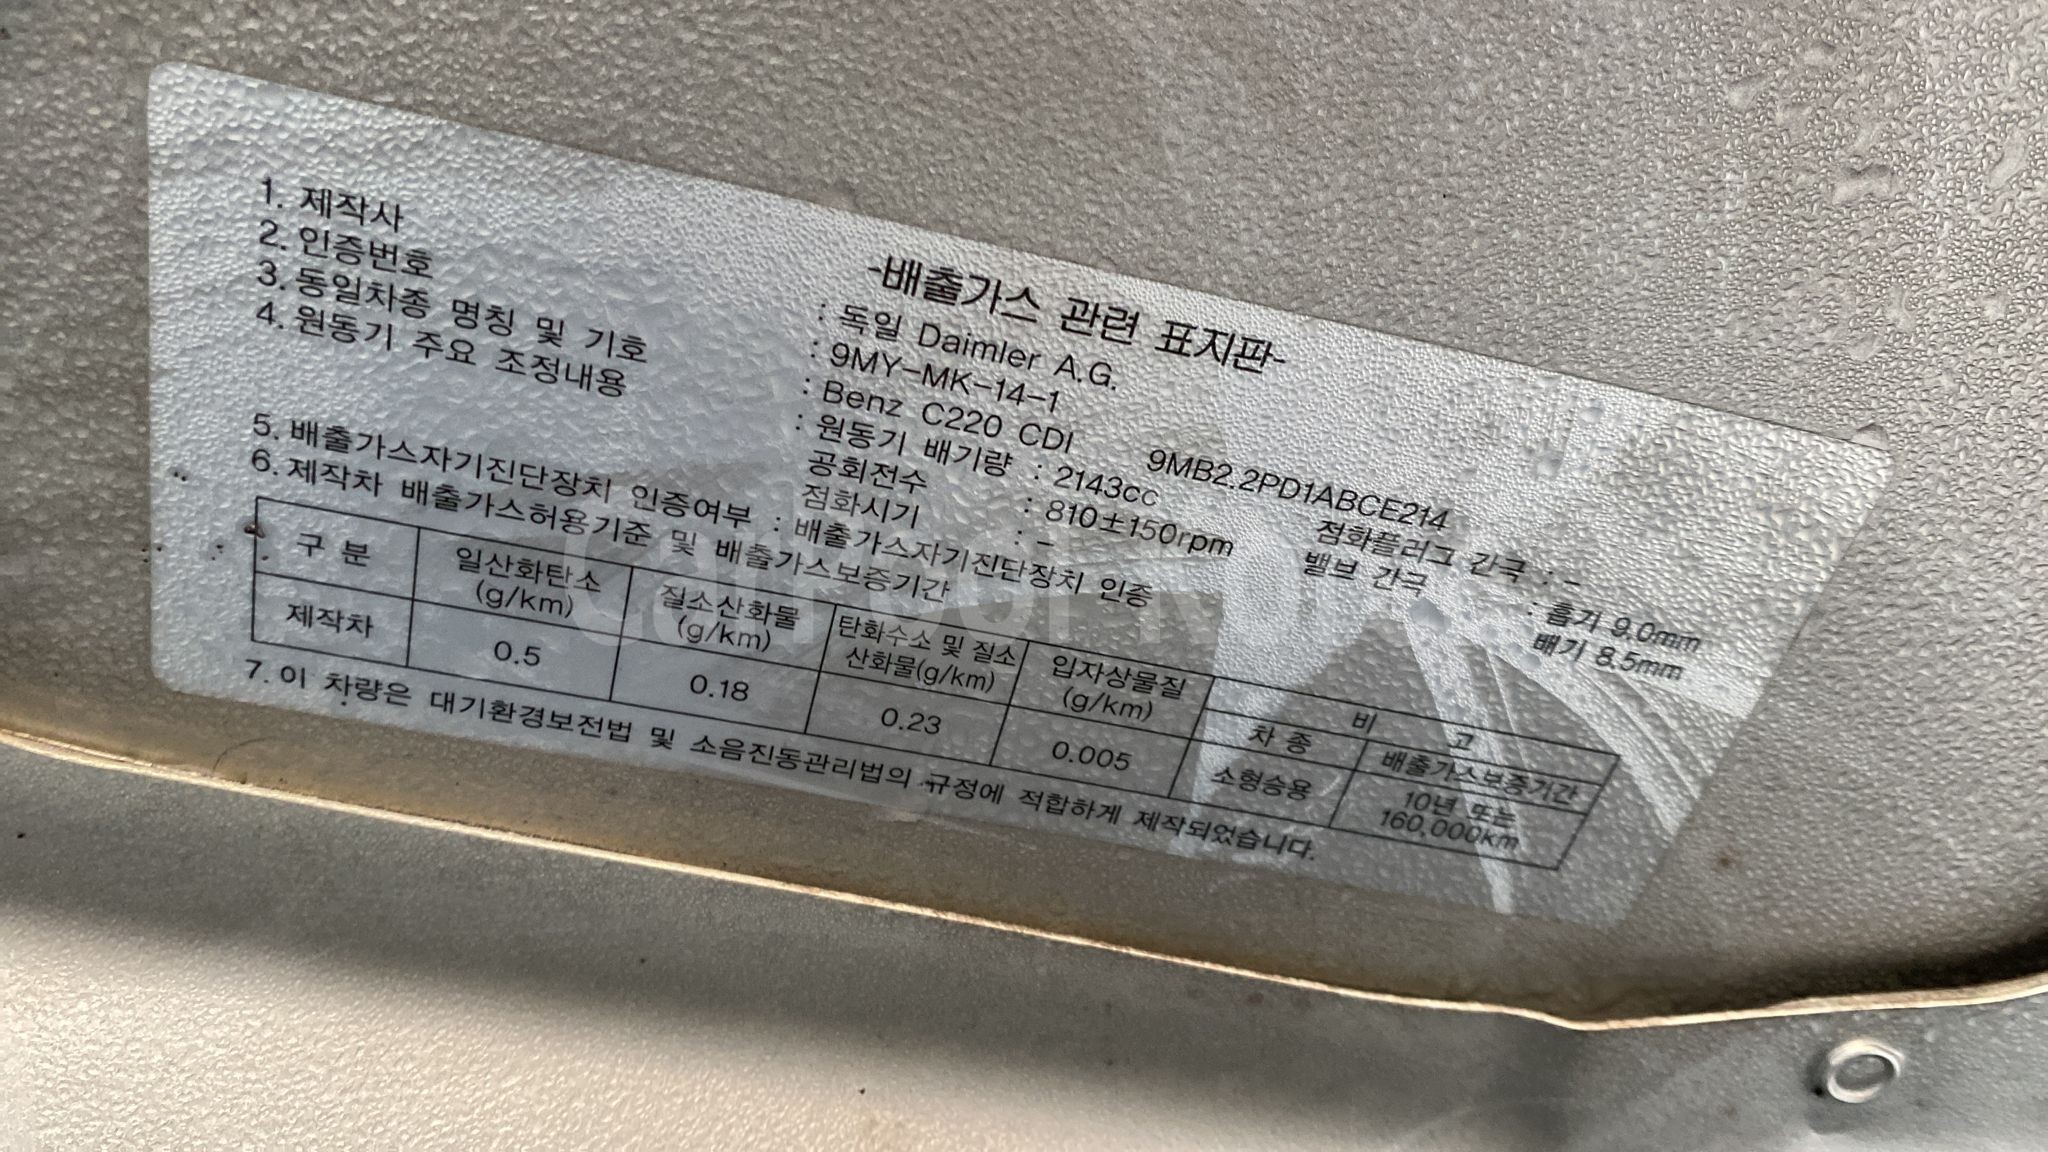 -배출가스 관련 표지판-
1. 제작사 : 독일 Daimler A.G.
2. 인증번호 : 9MY-MK-14-1
3. 동일차종 명칭 및 기호 : Benz C220 CDI 9MB2.2PD1ABCE214
4. 원동기 주요 조정내용 : 원동기 배기량 : 2143cc 점화플러그 간극 : -
공회전수 : 810±150rpm 밸브 간극 : 흡기 9.0mm
점화시기 : - 배기 8.5mm
5. 배출가스자기진단장치 인증여부 : 배출가스자기진단장치 인증
6. 제작차 배출가스허용기준 및 배출가스보증기간
구 분 일산화탄소 (g/km) 질소산화물 (g/km) 탄화수소 및 질소산화물(g/km) 입자상물질 (g/km) 비 고
차 종 배출가스보증기간
제작차 0.5 0.18 0.23 0.005 소형승용 10년 또는 160,000km
7. 이 차량은 대기환경보전법 및 소음진동관리법의 규정에 적합하게 제작되었습니다.